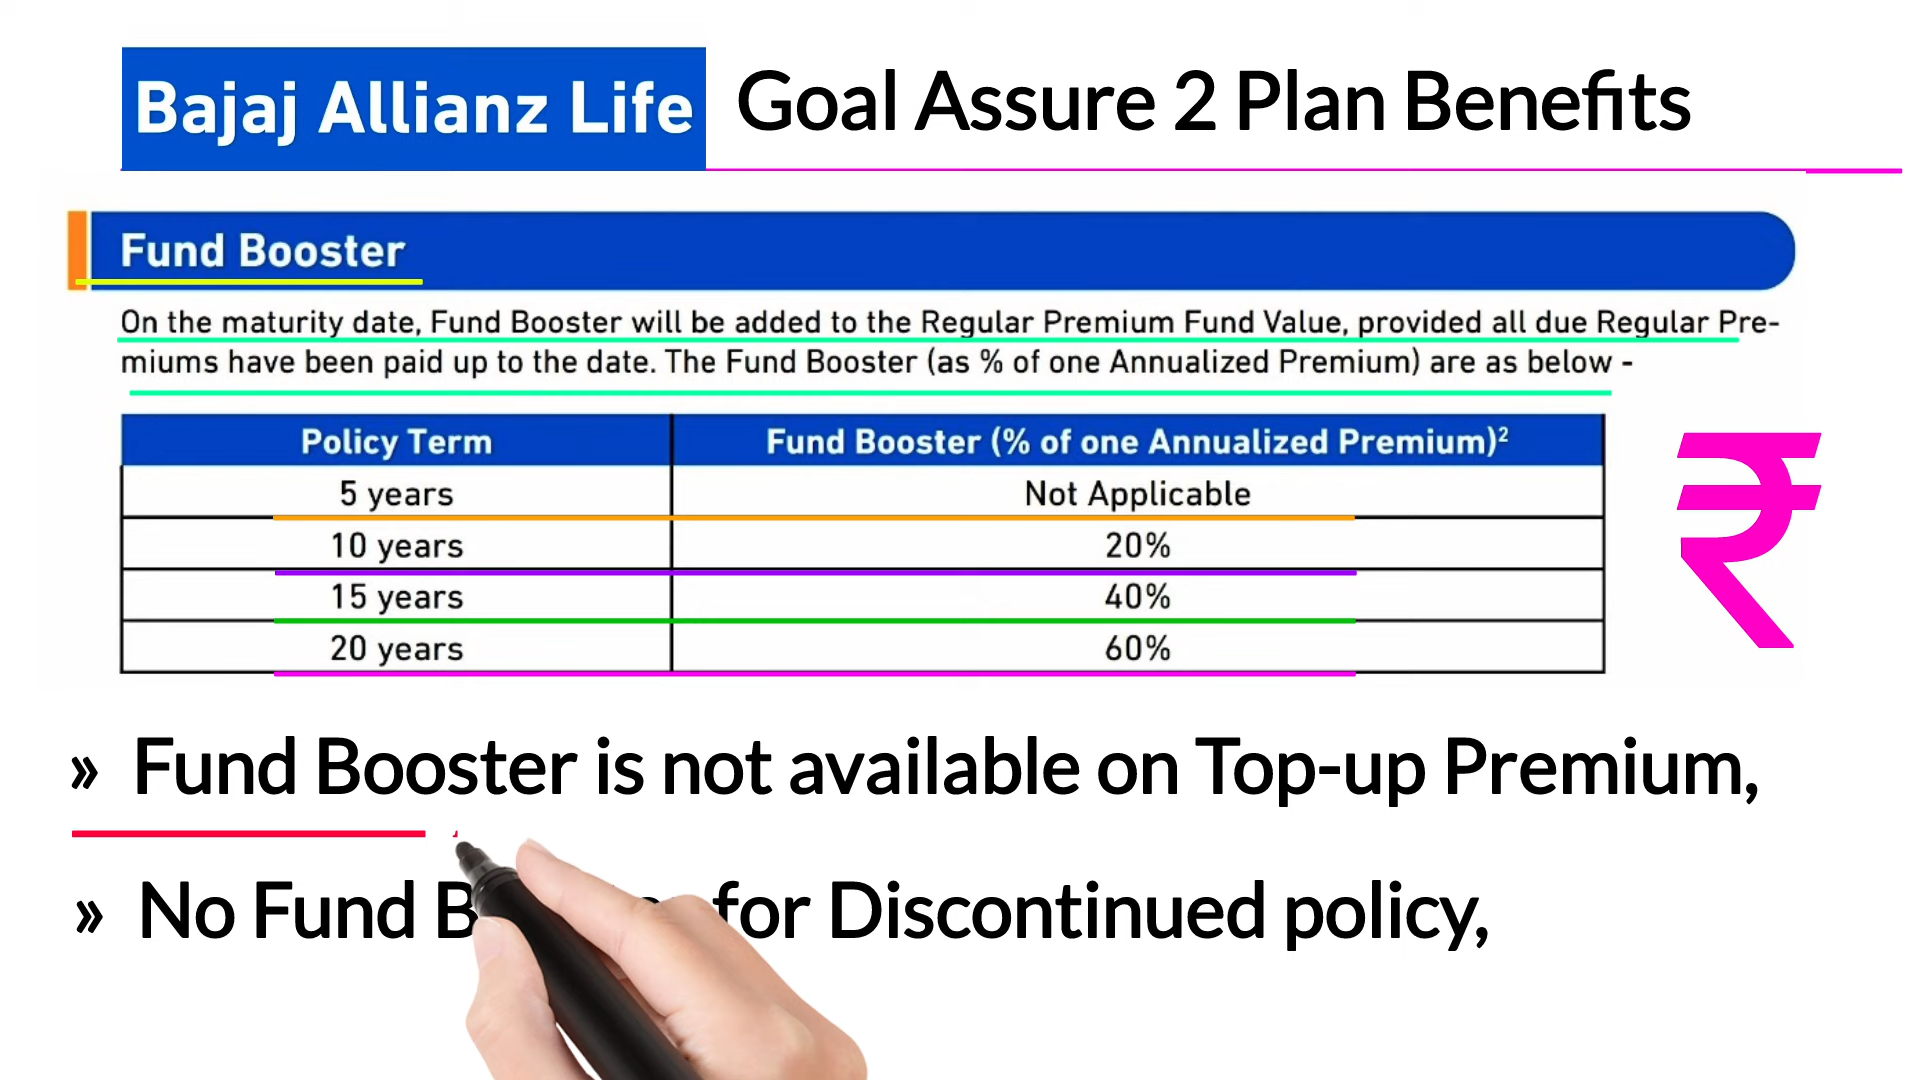 Bajaj Allianz Life Goal Assure 2 Plan Benefits
Fund Booster
On the maturity date, Fund Booster will be added to the Regular Premium Fund Value, provided all due Regular Pre-
miums have been paid up to the date. The Fund Booster (as % of one Annualized Premium) are as below -
Policy Term Fund Booster (% of one Annualized Premium)²
5 years Not Applicable
10 years 20%
15 years 40%
20 years 60%
₹
» Fund Booster is not available on Top-up Premium,
» No Fund for Discontinued policy,